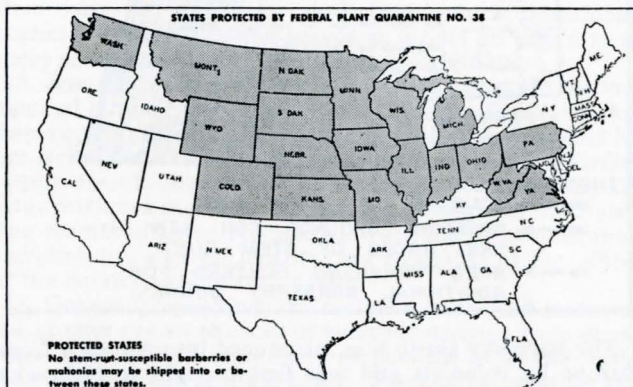 STATES PROTECTED BY FEDERAL PLANT QUARANTINE NO. 38
WASH.
MONT.
N DAK
MINN
ME.
ORE.
IDAHO
WYO
S DAK
WIS.
MICH
N Y
VT.
N H
MASS
CONN
NEV
UTAH
COLO
NEBR.
IOWA
ILL
IND
OHIO
PA
MD
CAL
KANS
MO
W VA
VA
KY
ARIZ
N MEX
OKLA
ARK
TENN
N C
S C
TEXAS
LA
MISS
ALA
GA
FLA
PROTECTED STATES
No stem-rust-susceptible barberries or
mahonias may be shipped into or be-
tween these states.